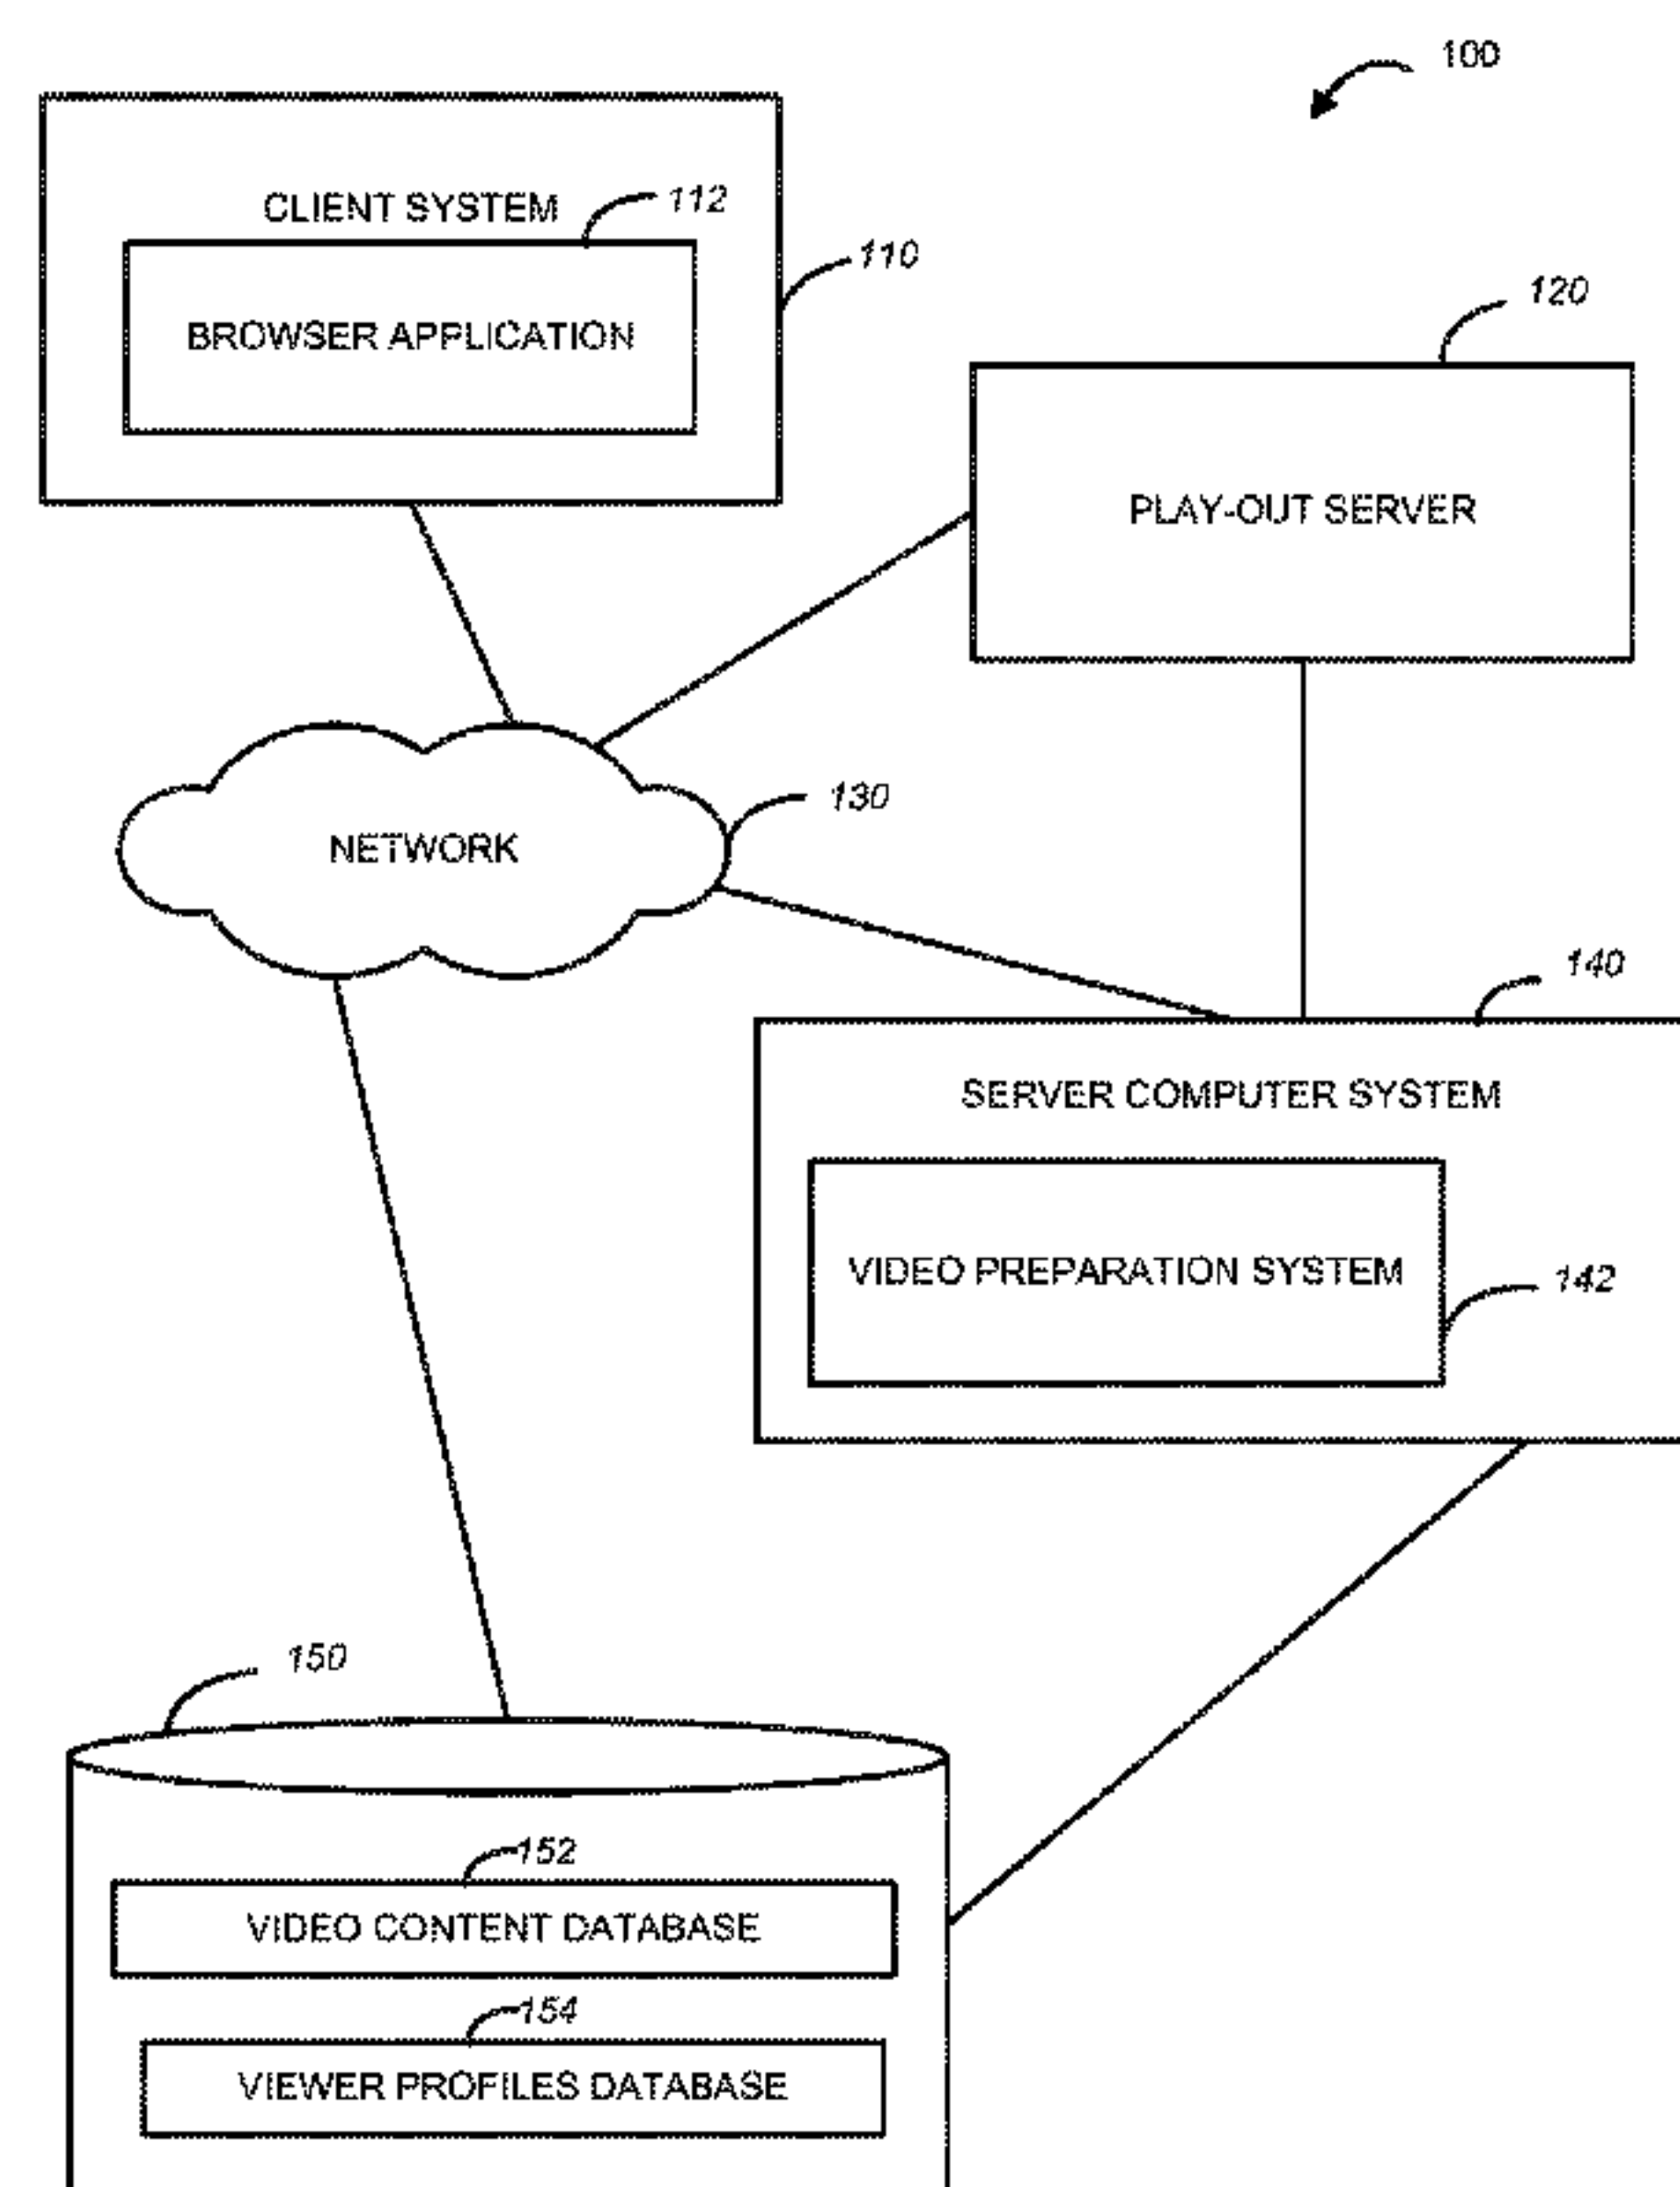 100
CLIENT SYSTEM
112
110
BROWSER APPLICATION
120
PLAY-OUT SERVER
130
NETWORK
140
SERVER COMPUTER SYSTEM
VIDEO PREPARATION SYSTEM
142
150
152
VIDEO CONTENT DATABASE
154
VIEWER PROFILES DATABASE